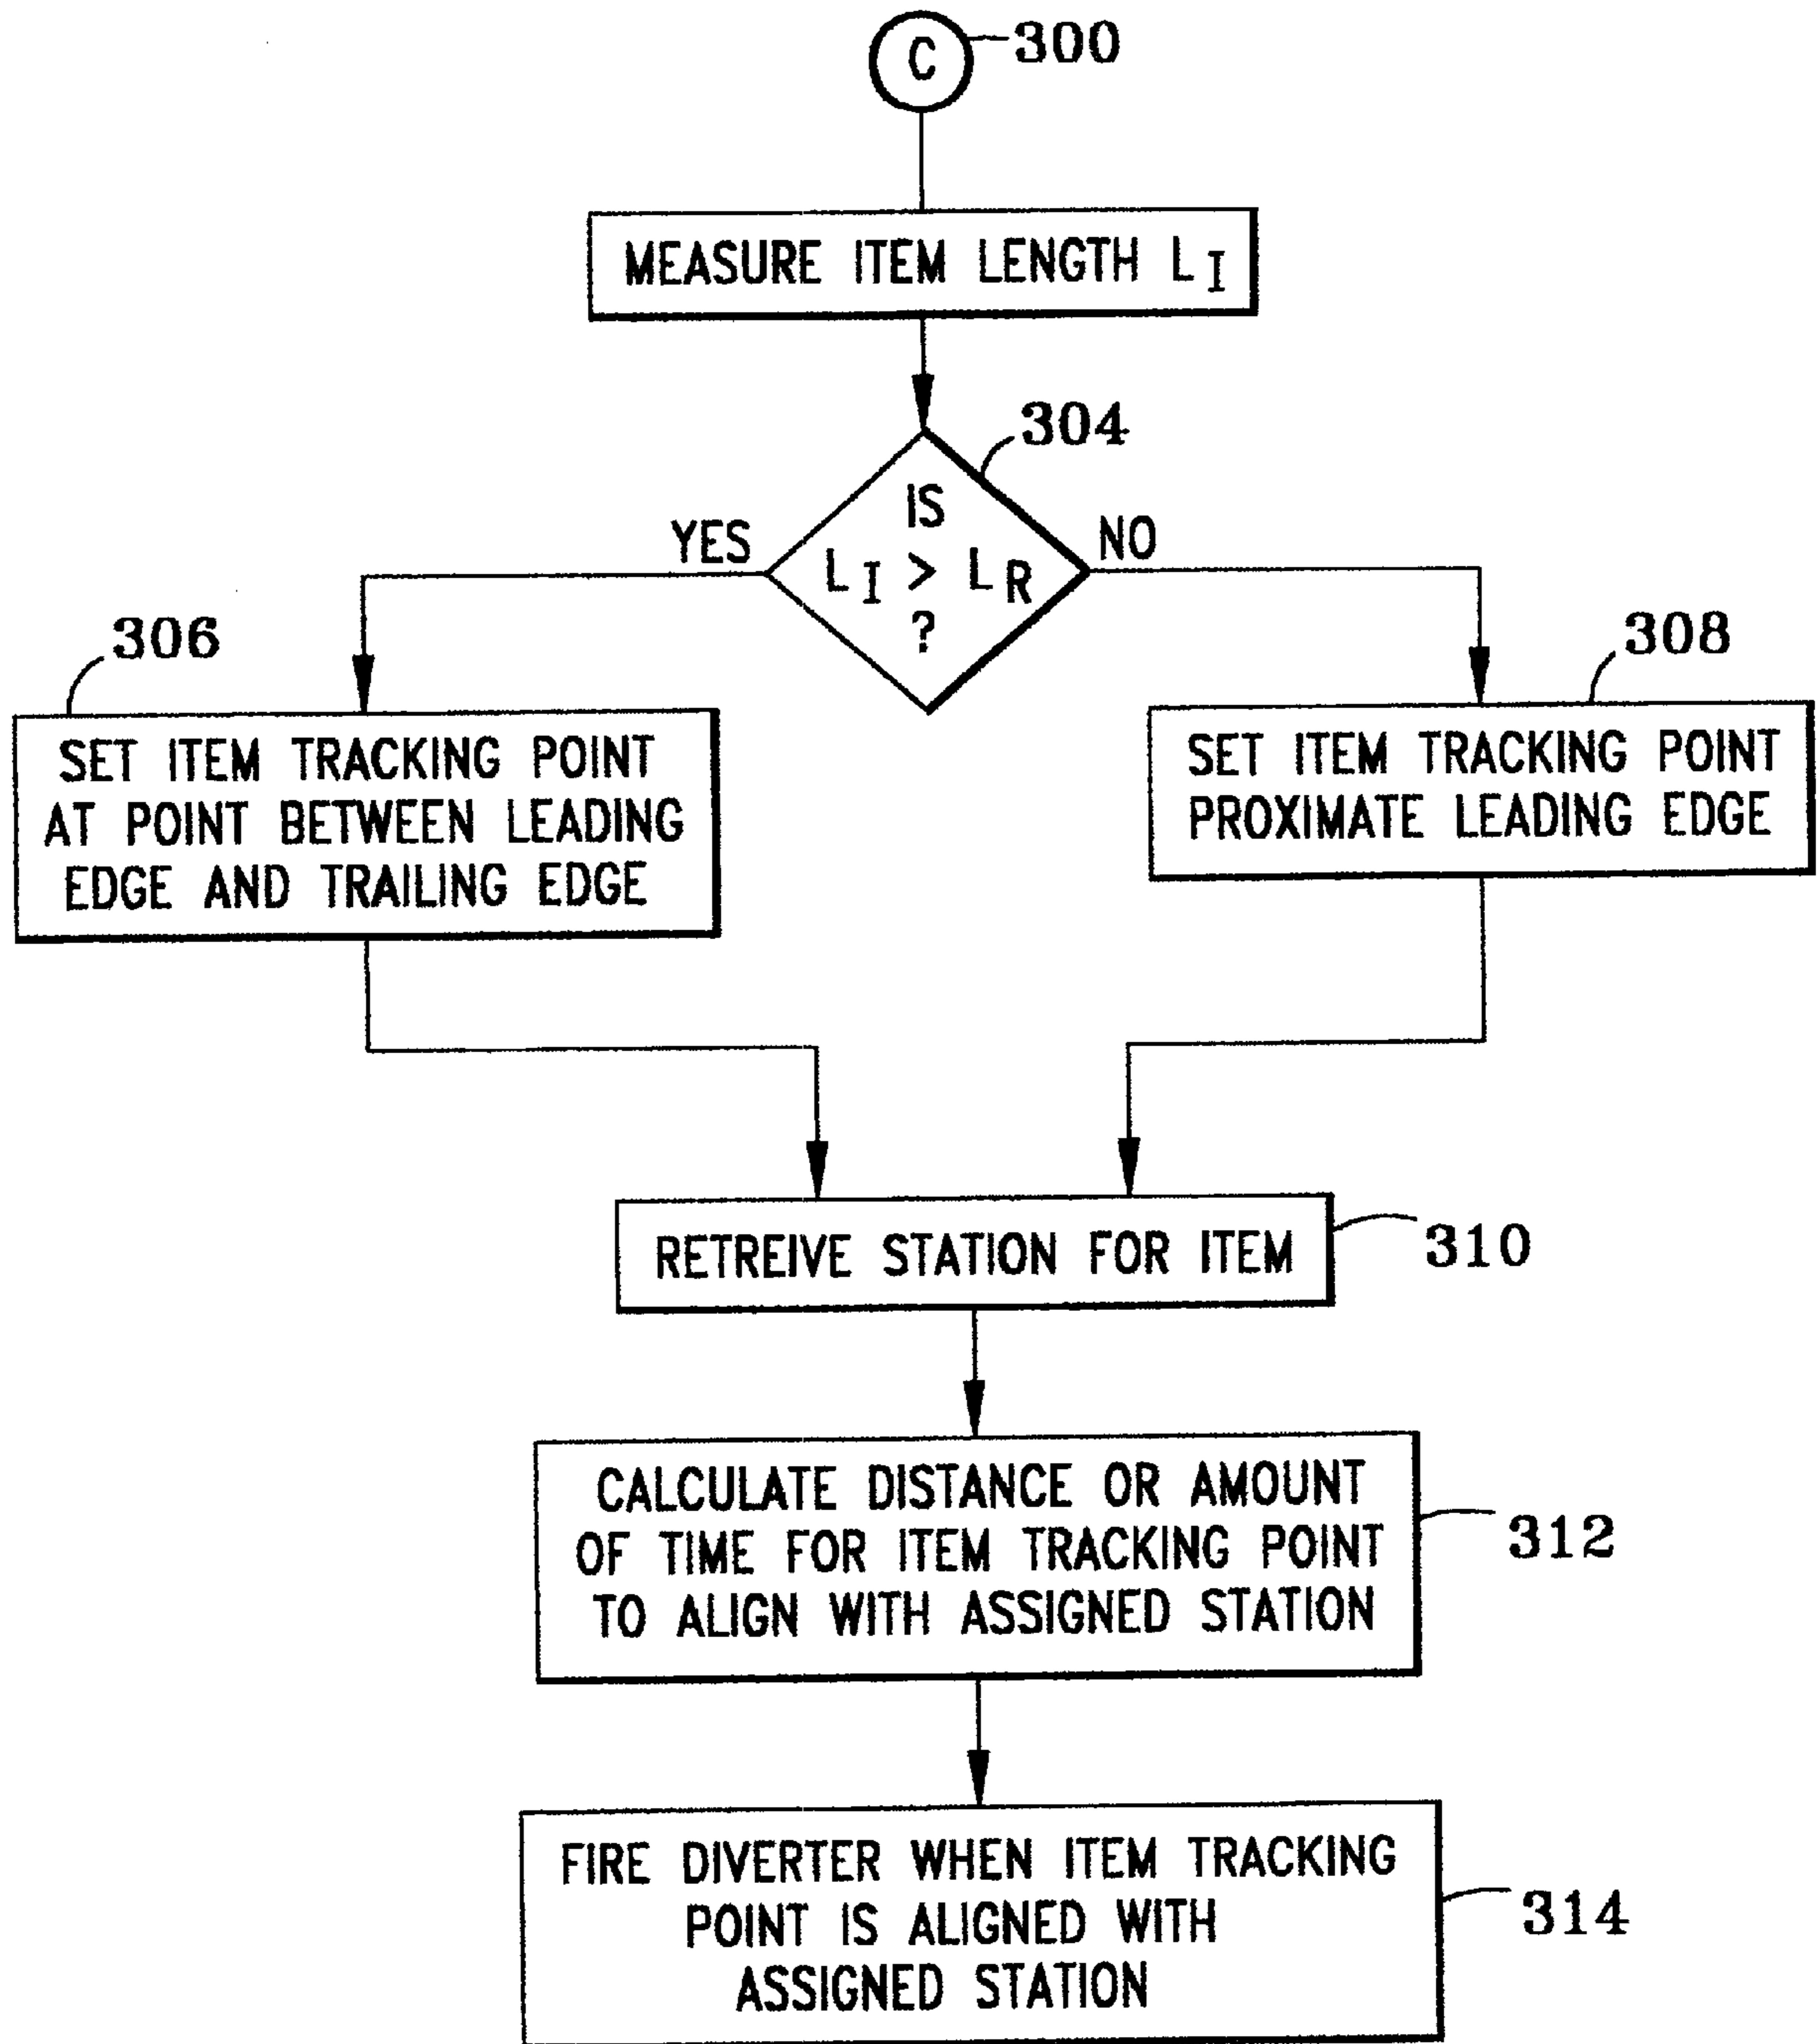 C
300
MEASURE ITEM LENGTH LI
304
IS
LI > LR
?
YES
NO
306
SET ITEM TRACKING POINT
AT POINT BETWEEN LEADING
EDGE AND TRAILING EDGE
308
SET ITEM TRACKING POINT
PROXIMATE LEADING EDGE
RETREIVE STATION FOR ITEM
310
CALCULATE DISTANCE OR AMOUNT
OF TIME FOR ITEM TRACKING POINT
TO ALIGN WITH ASSIGNED STATION
312
FIRE DIVERTER WHEN ITEM TRACKING
POINT IS ALIGNED WITH
ASSIGNED STATION
314